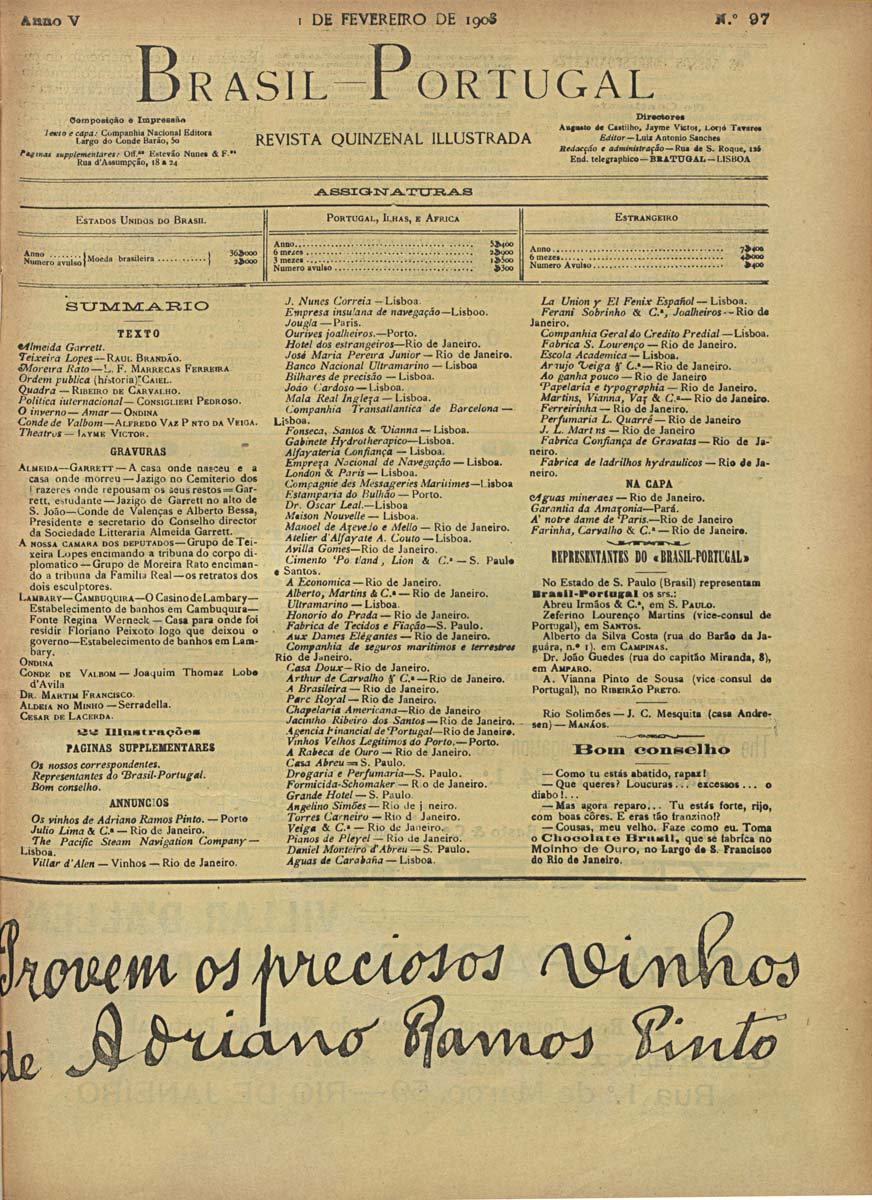 Anno V
1 DE FEVEREIRO DE 1903
N.º 97
BRASIL—PORTUGAL
Composição e Impressão
Texto e capa: Companhia Nacional Editora
Largo do Conde Barão, 50
Paginas supplementares: Off.as Estevão Nunes & F.os
Rua d'Assumpção, 18 a 24
REVISTA QUINZENAL ILLUSTRADA
Directores
Augusto de Castilho, Jayme Victor, Lorjó Tavares
Editor — Luiz Antonio Sanches
Redacção e administração — Rua de S. Roque, 126
End. telegraphico — BRATUGAL — LISBOA
ASSIGNATURAS
ESTADOS UNIDOS DO BRASIL.
Anno ........
Numero avulso
Moeda brasileira ...........
36$000
2$000
PORTUGAL, ILHAS, E AFRICA
Anno.......... 5$400
6 mezes.......... 2$900
3 mezes.......... 1$500
Numero avulso.......... $300
ESTRANGEIRO
Anno.......... 7$400
6 mezes.......... 4$000
Numero Avulso.......... $400
SUMMARIO
TEXTO
Almeida Garrett.
Teixeira Lopes — RAUL BRANDÃO.
Moreira Rato — L. F. MARRECAS FERREIRA
Ordem publica (historia) CAIEL.
Quadra — RIBEIRO DE CARVALHO.
Politica internacional — CONSIGLIERI PEDROSO.
O inverno — Amar — ONDINA
Conde de Valbom — ALFREDO VAZ PINTO DA VEIGA.
Theatros — JAYME VICTOR.
GRAVURAS
ALMEIDA—GARRETT — A casa onde nasceu e a
casa onde morreu — Jazigo no Cemiterio dos
Prazeres onde repousam os seus restos — Gar-
rett, estudante — Jazigo de Garrett no alto de
S. João — Conde de Valenças e Alberto Bessa,
Presidente e secretario do Conselho director
da Sociedade Litteraria Almeida Garrett.
A NOSSA CAMARA DOS DEPUTADOS — Grupo de Tei-
xeira Lopes encimando a tribuna do corpo di-
plomatico — Grupo de Moreira Rato enciman-
do a tribuna da Familia Real — os retratos dos
dois esculptores.
LAMBARY — CAMBUQUIRA — O Casino de Lambary —
Estabelecimento de banhos em Cambuquira —
Fonte Regina Werneck — Casa para onde foi
residir Floriano Peixoto logo que deixou o
governo — Estabelecimento de banhos em Lam-
bary.
ONDINA
CONDE DE VALBOM — Joaquim Thomaz Lobo
d'Avila
DR. MARTIM FRANCISCO.
ALDEIA NO MINHO — Serradella.
CESAR DE LACERDA.
22 Illustrações
PAGINAS SUPPLEMENTARES
Os nossos correspondentes.
Representantes do Brasil-Portugal.
Bom conselho.
ANNUNCIOS
Os vinhos de Adriano Ramos Pinto. — Porto
Julio Lima & C.ª — Rio de Janeiro.
The Pacific Steam Navigation Company —
Lisboa.
Villar d'Alen — Vinhos — Rio de Janeiro.
J. Nunes Correia — Lisboa.
Empresa insulana de navegação — Lisboa.
Jougla — Paris.
Ourives joalheiros. — Porto.
Hotel dos estrangeiros — Rio de Janeiro.
José Maria Pereira Junior — Rio de Janeiro.
Banco Nacional Ultramarino — Lisboa
Bilhares de precisão — Lisboa.
João Cardoso — Lisboa.
Mala Real Ingleza — Lisboa.
Companhia Transatlantica de Barcelona —
Lisboa.
Fonseca, Santos & Vianna — Lisboa.
Gabinete Hydrotherapico — Lisboa.
Alfayateria Confiança — Lisboa.
Empreza Nacional de Navegação — Lisboa.
London & Paris — Lisboa.
Compagnie des Messageries Maritimes — Lisboa
Estamparia do Bulhão — Porto.
Dr. Oscar Leal. — Lisboa
Maison Nouvelle — Lisboa.
Manoel de Azevedo e Mello — Rio de Janeiro.
Atelier d'Alfayate A. Couto — Lisboa.
Avilla Gomes — Rio de Janeiro.
Cimento Portland, Lion & C.ª — S. Paulo
e Santos.
A Economica — Rio de Janeiro.
Alberto, Martins & C.ª — Rio de Janeiro.
Ultramarino — Lisboa.
Honorio do Prada — Rio de Janeiro.
Fabrica de Tecidos e Fiação — S. Paulo.
Aux Dames Elégantes — Rio de Janeiro.
Companhia de seguros maritimos e terrestres
Rio de Janeiro.
Casa Doux — Rio de Janeiro.
Arthur de Carvalho & C.ª — Rio de Janeiro.
A Brasileira — Rio de Janeiro.
Parc Royal — Rio de Janeiro.
Chapelaria Americana — Rio de Janeiro
Jacintho Ribeiro dos Santos — Rio de Janeiro.
Agencia Financial de Portugal — Rio de Janeiro.
Vinhos Velhos Legitimos do Porto. — Porto.
A Rabeca de Ouro — Rio de Janeiro.
Casa Abreu — S. Paulo.
Drogaria e Perfumaria — S. Paulo.
Formicida-Schomaker — Rio de Janeiro.
Grande Hotel — S. Paulo.
Angelino Simões — Rio de Janeiro.
Torres Carneiro — Rio de Janeiro.
Veiga & C.ª — Rio de Janeiro.
Pianos de Pleyel — Rio de Janeiro.
Daniel Monteiro d'Abreu — S. Paulo.
Aguas de Carabaña — Lisboa.
La Union y El Fenix Español — Lisboa.
Ferani Sobrinho & C.ª, Joalheiros — Rio de
Janeiro.
Companhia Geral do Credito Predial — Lisboa.
Fabrica S. Lourenço — Rio de Janeiro.
Escola Academica — Lisboa.
Araujo Veiga & C.ª — Rio de Janeiro.
Ao ganha pouco — Rio de Janeiro
Papelaria e typographia — Rio de Janeiro.
Martins, Vianna, Vaz & C.ª — Rio de Janeiro.
Ferreirinha — Rio de Janeiro.
Perfumaria L. Quarré — Rio de Janeiro
J. L. Martins — Rio de Janeiro
Fabrica Confiança de Gravatas — Rio de Ja-
neiro.
Fabrica de ladrilhos hydraulicos — Rio de Ja-
neiro.
NA CAPA
Aguas mineraes — Rio de Janeiro.
Garantia da Amazonia — Pará.
A' notre dame de Paris. — Rio de Janeiro
Farinha, Carvalho & C.ª — Rio de Janeiro
REPRESENTANTES DO «BRASIL-PORTUGAL»
No Estado de S. Paulo (Brasil) representam
Brasil-Portugal os srs.:
Abreu Irmãos & C.ª, em S. PAULO.
Zeferino Lourenço Martins (vice-consul de
Portugal), em SANTOS.
Alberto da Silva Costa (rua do Barão da Ja-
guára, n.º 1). em CAMPINAS.
Dr. João Guedes (rua do capitão Miranda, 8),
em AMPARO.
A. Vianna Pinto de Sousa (vice consul de
Portugal), no RIBEIRÃO PRETO.
Rio Solimões — J. C. Mesquita (casa Andre-
sen) — MANÁOS.
Bom conselho
— Como tu estás abatido, rapaz!
— Que queres? Loucuras... excessos... o
diabo!...
— Mas agora reparo... Tu estás forte, rijo,
com boas côres. E eras tão franzino!?
— Cousas, meu velho. Faze como eu. Toma
o Chocolate Brasil, que se fabrica no
Moinho de Ouro, no Largo de S. Francisco
do Rio de Janeiro.
Provem os preciosos vinhos
de Adriano Ramos Pinto